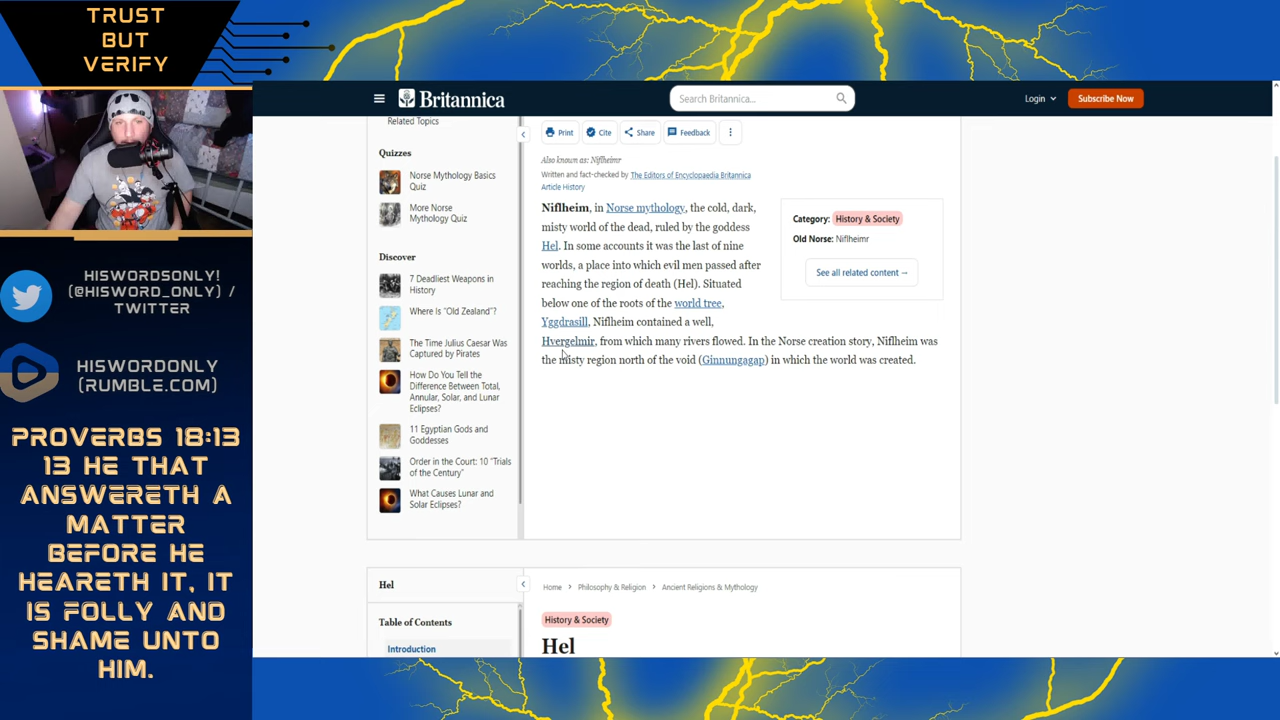 TRUST
BUT
VERIFY
HISWORDSONLY!
(@HISWORD_ONLY) /
TWITTER
HISWORDONLY
(RUMBLE.COM)
PROVERBS 18:13
13 HE THAT
ANSWERETH A
MATTER
BEFORE HE
HEARETH IT, IT
IS FOLLY AND
SHAME UNTO
HIM.
Britannica
Search Britannica...
Login
Subscribe Now
Related Topics
Quizzes
Norse Mythology Basics
Quiz
More Norse
Mythology Quiz
Discover
7 Deadliest Weapons in
History
Where Is "Old Zealand"?
The Time Julius Caesar Was
Captured by Pirates
How Do You Tell the
Difference Between Total,
Annular, Solar, and Lunar
Eclipses?
11 Egyptian Gods and
Goddesses
Order in the Court: 10 "Trials
of the Century"
What Causes Lunar and
Solar Eclipses?
Print
Cite
Share
Feedback
Also known as: Niflheimr
Written and fact-checked by The Editors of Encyclopaedia Britannica
Article History
Niflheim, in Norse mythology, the cold, dark,
misty world of the dead, ruled by the goddess
Hel. In some accounts it was the last of nine
worlds, a place into which evil men passed after
reaching the region of death (Hel). Situated
below one of the roots of the world tree,
Yggdrasill, Niflheim contained a well,
Hvergelmir, from which many rivers flowed. In the Norse creation story, Niflheim was
the misty region north of the void (Ginnungagap) in which the world was created.
Category: History & Society
Old Norse: Niflheimr
See all related content →
Hel
Table of Contents
Introduction
Home > Philosophy & Religion > Ancient Religions & Mythology
History & Society
Hel